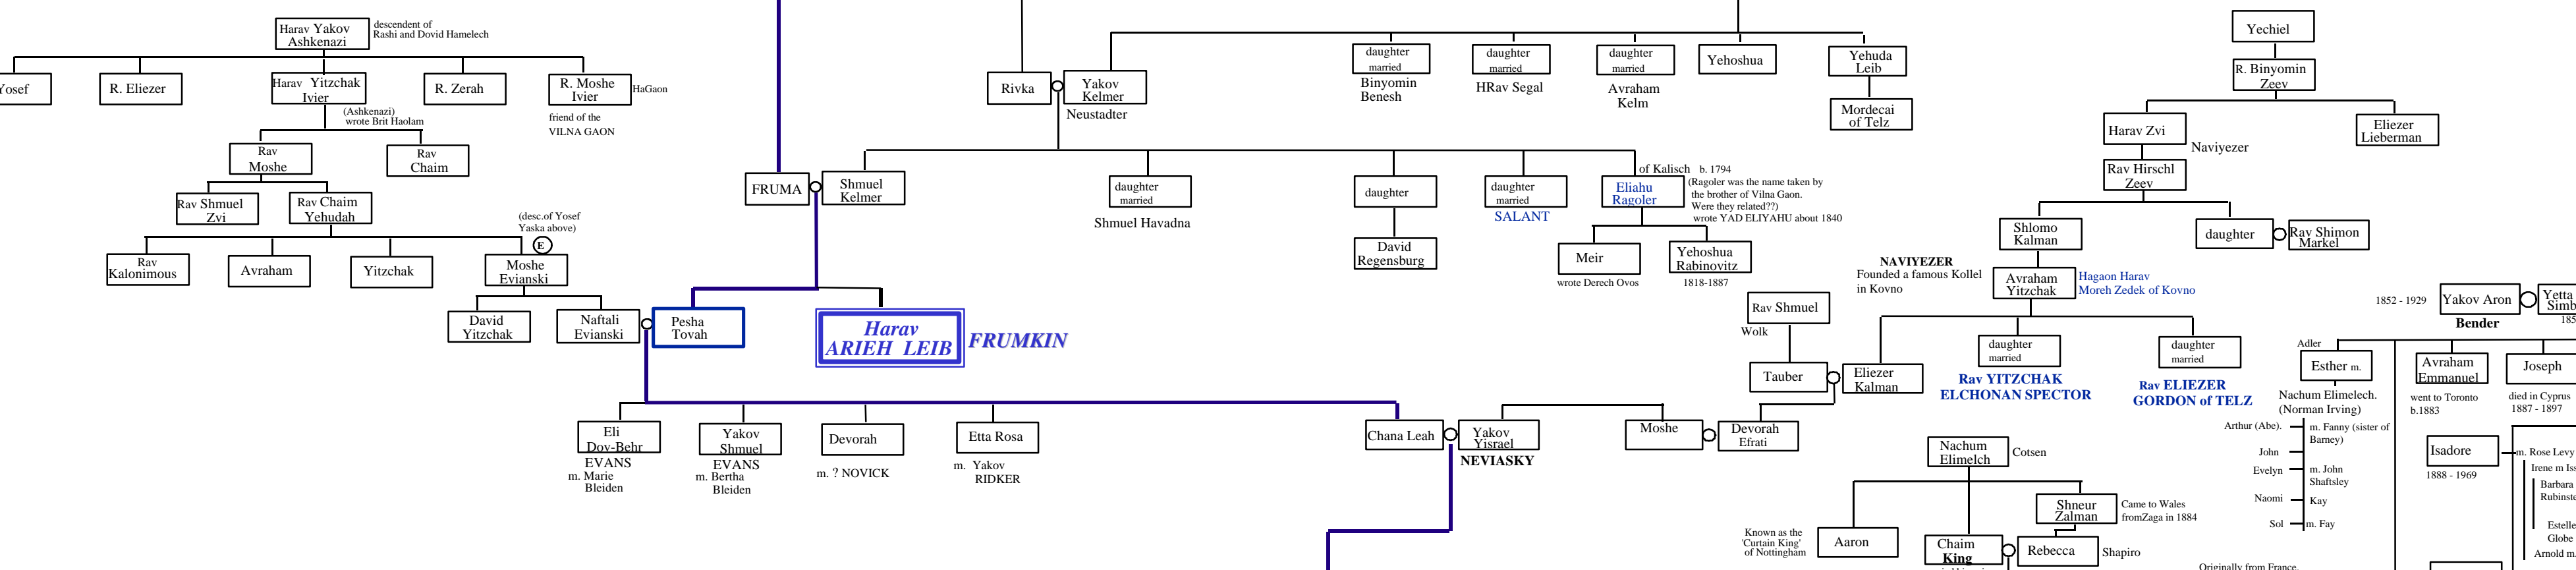 Harav Yakov
Ashkenazi
descendent of
Rashi and Dovid Hamelech
Yosef
R. Eliezer
Harav Yitzchak
Ivier
R. Zerah
R. Moshe
Ivier
HaGaon
(Ashkenazi)
wrote Brit Haolam
friend of the
VILNA GAON
Rav
Moshe
Rav
Chaim
Rav Shmuel
Zvi
Rav Chaim
Yehudah
(desc.of Yosef
Yaska above)
E
Rav
Kalonimous
Avraham
Yitzchak
Moshe
Evianski
David
Yitzchak
Naftali
Evianski
Pesha
Tovah
Harav
ARIEH LEIB
FRUMKIN
Eli
Dov-Behr
EVANS
m. Marie
Bleiden
Yakov
Shmuel
EVANS
m. Bertha
Bleiden
Devorah
m. ? NOVICK
Etta Rosa
m. Yakov
RIDKER
Rivka
Yakov
Kelmer
Neustadter
daughter
married
Binyomin
Benesh
daughter
married
HRav Segal
daughter
married
Avraham
Kelm
Yehoshua
Yehuda
Leib
Mordecai
of Telz
FRUMA
Shmuel
Kelmer
daughter
married
Shmuel Havadna
daughter
David
Regensburg
daughter
married
SALANT
of Kalisch b. 1794
Eliahu
Ragoler
(Ragoler was the name taken by
the brother of Vilna Gaon.
Were they related??)
wrote YAD ELIYAHU about 1840
Meir
wrote Derech Ovos
Yehoshua
Rabinovitz
1818-1887
Chana Leah
Yakov
Yisrael
NEVIASKY
Moshe
Devorah
Efrati
Rav Shmuel
Wolk
Tauber
Eliezer
Kalman
Yechiel
R. Binyomin
Zeev
Harav Zvi
Naviyezer
Eliezer
Lieberman
Rav Hirschl
Zeev
Shlomo
Kalman
daughter
Rav Shimon
Markel
NAVIYEZER
Founded a famous Kollel
in Kovno
Avraham
Yitzchak
Hagaon Harav
Moreh Zedek of Kovno
daughter
married
Rav YITZCHAK
ELCHONAN SPECTOR
daughter
married
Rav ELIEZER
GORDON of TELZ
Nachum
Elimelch
Cotsen
Known as the
'Curtain King'
of Nottingham
Aaron
Chaim
King
Shneur
Zalman
Came to Wales
fromZaga in 1884
Rebecca
Shapiro
Originally from France.
1852 - 1929
Yakov Aron
Bender
Yetta
Simb
185
Adler
Esther m.
Nachum Elimelech.
(Norman Irving)
Avraham
Emmanuel
went to Toronto
b.1883
Joseph
died in Cyprus
1887 - 1897
Arthur (Abe).
m. Fanny (sister of
Barney)
John
Evelyn
m. John
Shaftsley
Naomi
Kay
Sol
m. Fay
Isadore
1888 - 1969
m. Rose Levy
Irene m Iss
Barbara
Rubinste
Estelle
Globe
Arnold m.